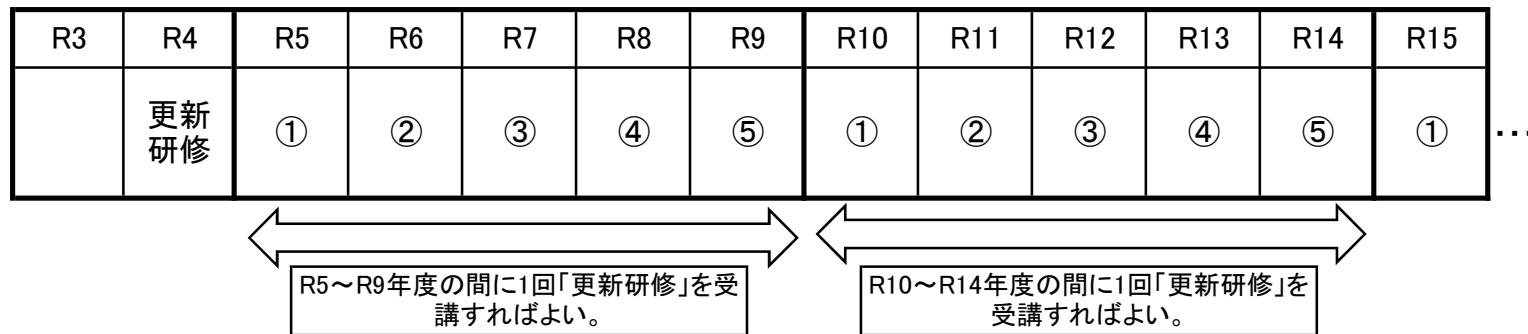 R3 R4 R5 R6 R7 R8 R9 R10 R11 R12 R13 R14 R15
更新
研修
① ② ③ ④ ⑤ ① ② ③ ④ ⑤ ① …
R5～R9年度の間に1回「更新研修」を受
講すればよい。
R10～R14年度の間に1回「更新研修」を
受講すればよい。